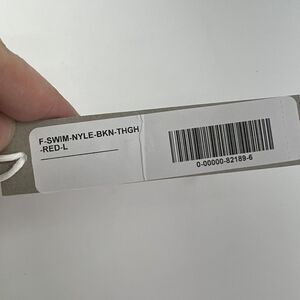 F-SWIM-NYLE-BKN-THGH
-RED-L
0-00000-82189-6